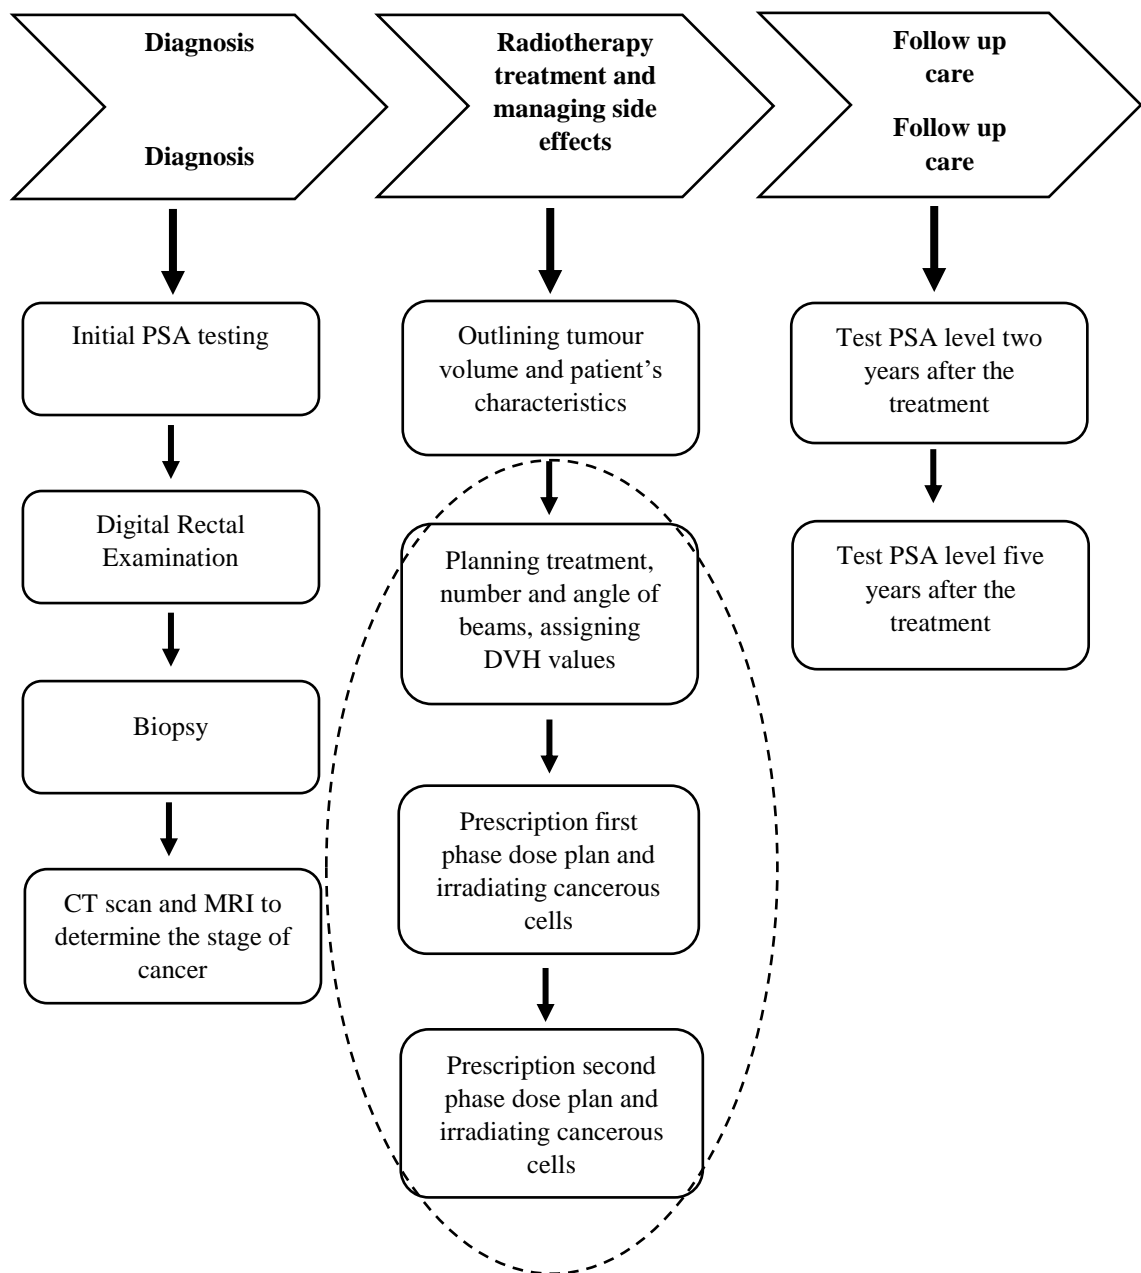 Diagnosis
Diagnosis
Radiotherapy
treatment and
managing side
effects
Follow up
care
Follow up
care
Initial PSA testing
Digital Rectal
Examination
Biopsy
CT scan and MRI to
determine the stage of
cancer
Outlining tumour
volume and patient’s
characteristics
Planning treatment,
number and angle of
beams, assigning
DVH values
Prescription first
phase dose plan and
irradiating cancerous
cells
Prescription second
phase dose plan and
irradiating cancerous
cells
Test PSA level two
years after the
treatment
Test PSA level five
years after the
treatment